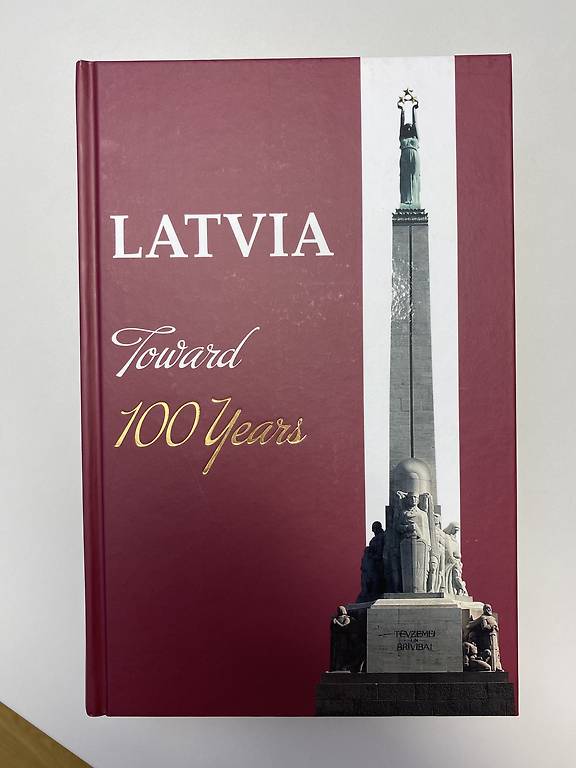 LATVIA
Toward
100 Years
TĒVZEMEI
UN
BRĪVĪBAI